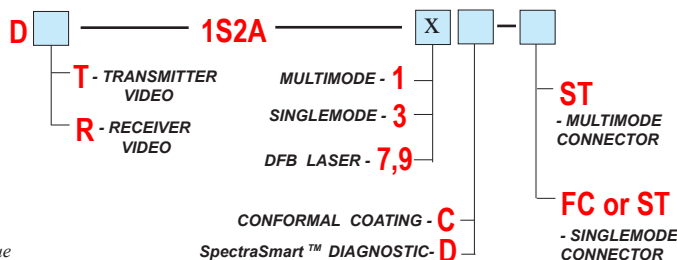 D 1S2A X
T - TRANSMITTER
VIDEO
R - RECEIVER
VIDEO
MULTIMODE - 1
SINGLEMODE - 3
DFB LASER - 7,9
CONFORMAL COATING - C
SpectraSmart ™ DIAGNOSTIC- D
ST
- MULTIMODE
CONNECTOR
FC or ST
- SINGLEMODE
CONNECTOR
ue